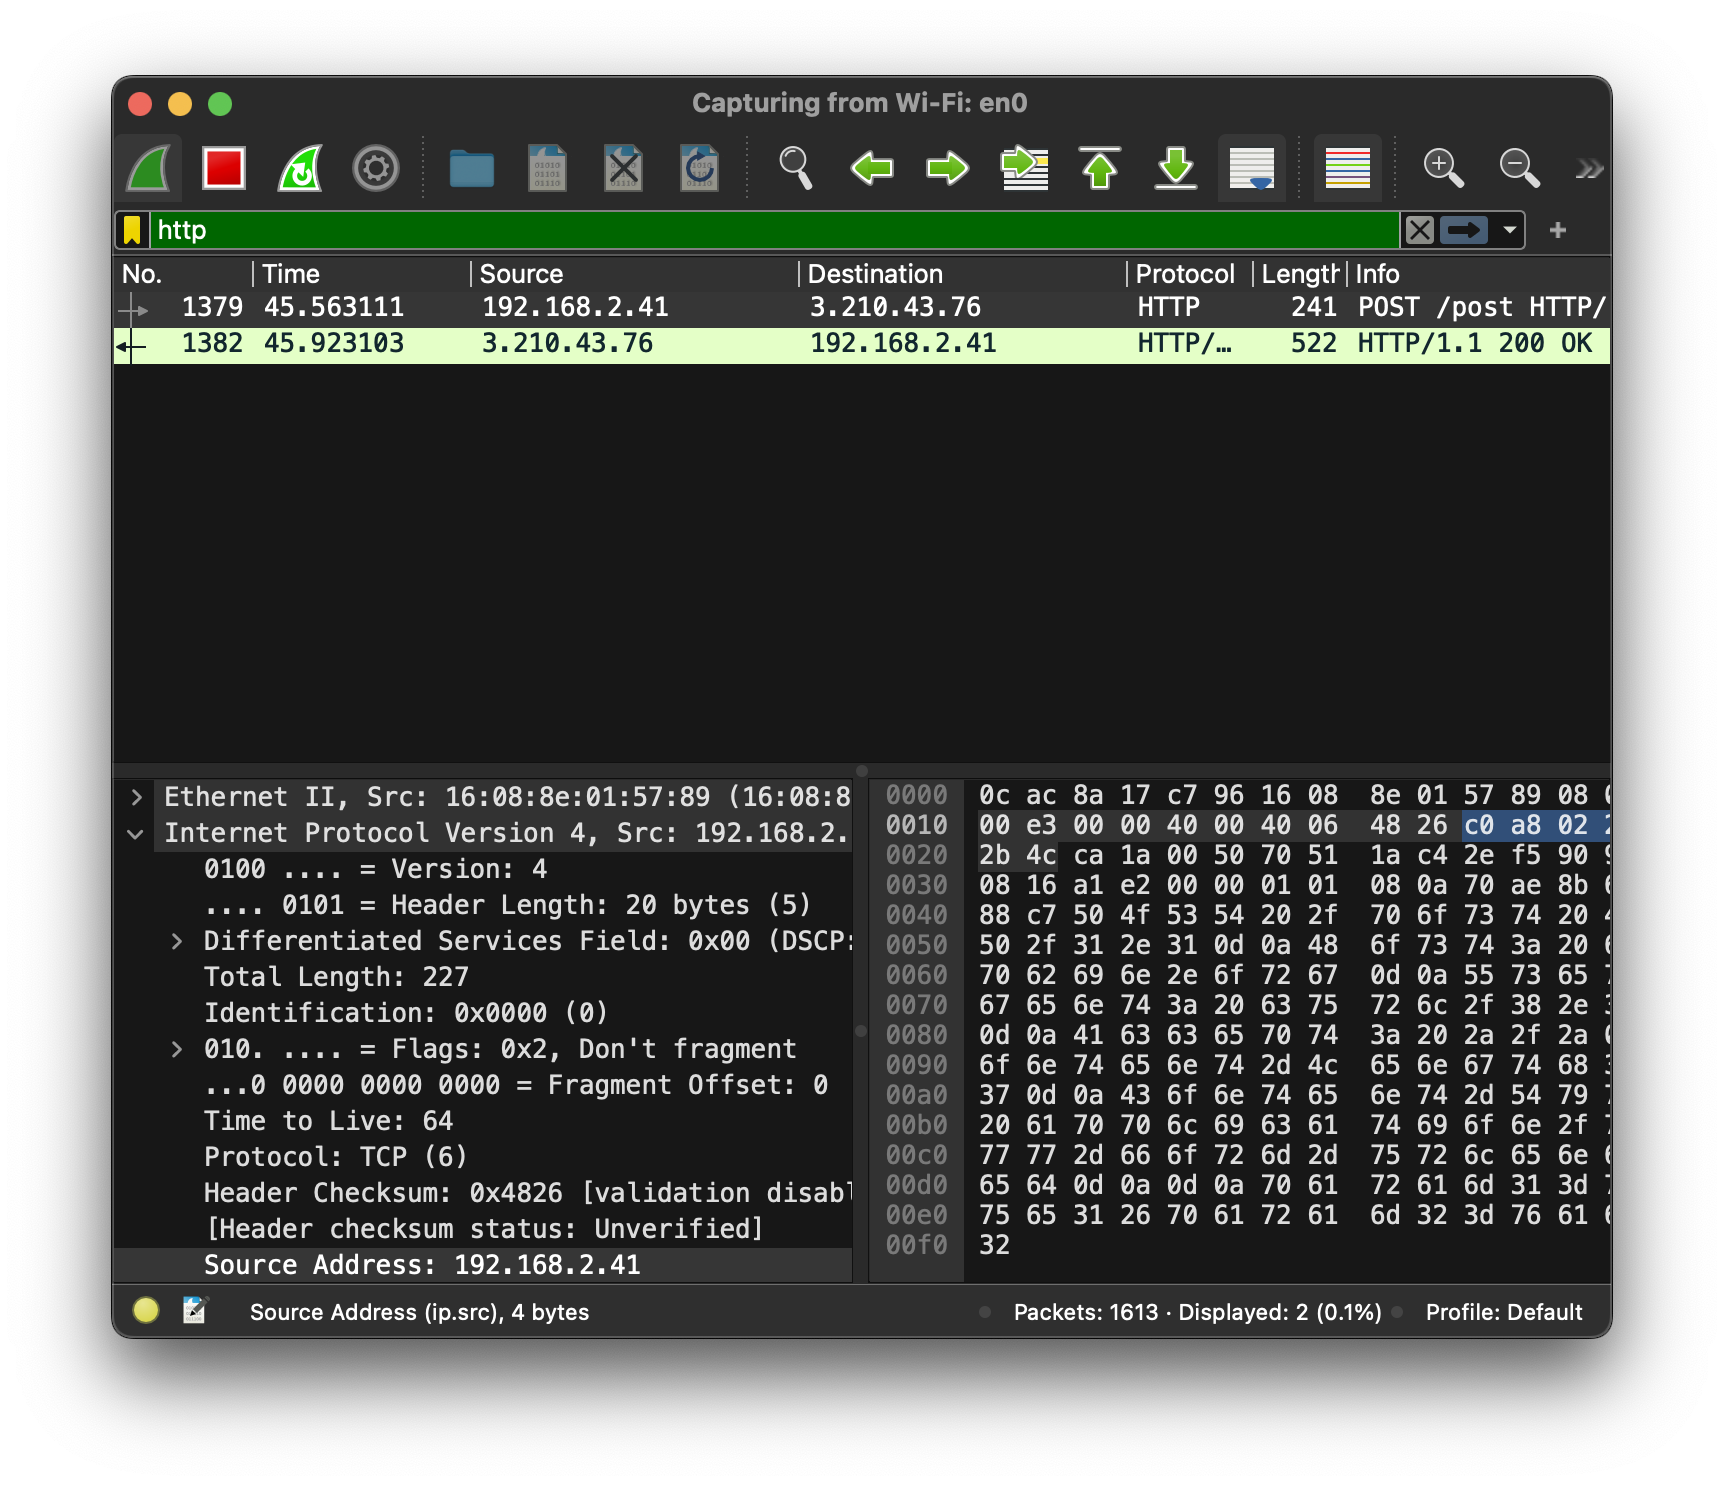 Capturing from Wi-Fi: en0
http
No. Time Source Destination Protocol Length Info
1379 45.563111 192.168.2.41 3.210.43.76 HTTP 241 POST /post HTTP/
1382 45.923103 3.210.43.76 192.168.2.41 HTTP/… 522 HTTP/1.1 200 OK
Ethernet II, Src: 16:08:8e:01:57:89 (16:08:8
Internet Protocol Version 4, Src: 192.168.2.
0100 .... = Version: 4
.... 0101 = Header Length: 20 bytes (5)
Differentiated Services Field: 0x00 (DSCP:
Total Length: 227
Identification: 0x0000 (0)
010. .... = Flags: 0x2, Don't fragment
...0 0000 0000 0000 = Fragment Offset: 0
Time to Live: 64
Protocol: TCP (6)
Header Checksum: 0x4826 [validation disabl
[Header checksum status: Unverified]
Source Address: 192.168.2.41
0000 0c ac 8a 17 c7 96 16 08 8e 01 57 89 08
0010 00 e3 00 00 40 00 40 06 48 26 c0 a8 02
0020 2b 4c ca 1a 00 50 70 51 1a c4 2e f5 90
0030 08 16 a1 e2 00 00 01 01 08 0a 70 ae 8b
0040 88 c7 50 4f 53 54 20 2f 70 6f 73 74 20
0050 50 2f 31 2e 31 0d 0a 48 6f 73 74 3a 20
0060 70 62 69 6e 2e 6f 72 67 0d 0a 55 73 65
0070 67 65 6e 74 3a 20 63 75 72 6c 2f 38 2e
0080 0d 0a 41 63 63 65 70 74 3a 20 2a 2f 2a
0090 6f 6e 74 65 6e 74 2d 4c 65 6e 67 74 68
00a0 37 0d 0a 43 6f 6e 74 65 6e 74 2d 54 79
00b0 20 61 70 70 6c 69 63 61 74 69 6f 6e 2f
00c0 77 77 2d 66 6f 72 6d 2d 75 72 6c 65 6e
00d0 65 64 0d 0a 0d 0a 70 61 72 61 6d 31 3d
00e0 75 65 31 26 70 61 72 61 6d 32 3d 76 61
00f0 32
Source Address (ip.src), 4 bytes
Packets: 1613 · Displayed: 2 (0.1%)
Profile: Default